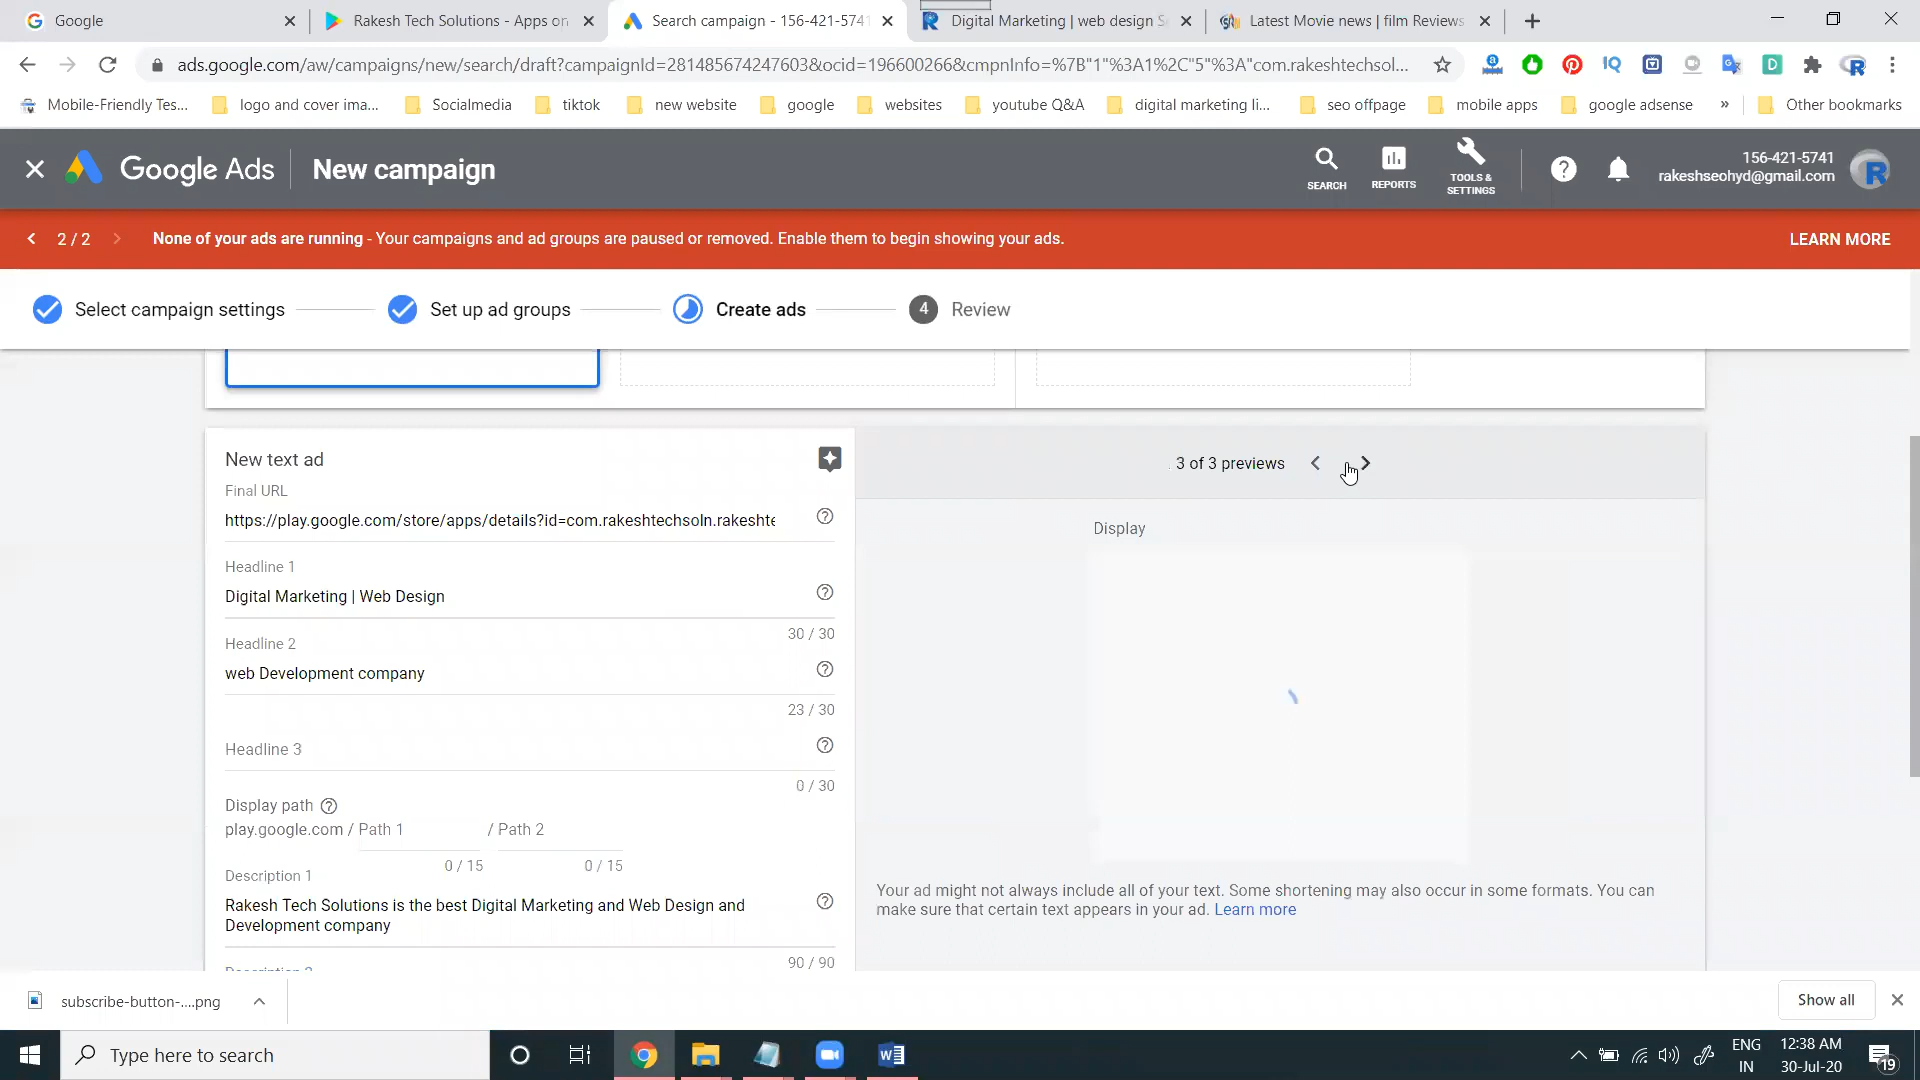 Google
Rakesh Tech Solutions - Apps on
Search campaign - 156-421-5741
Digital Marketing | web design S
Latest Movie news | film Reviews
ads.google.com/aw/campaigns/new/search/draft?campaignId=281485674247603&ocid=196600266&cmpnInfo=%7B"1"%3A1%2C"5"%3A"com.rakeshtechsol...
Mobile-Friendly Tes...
logo and cover ima...
Socialmedia
tiktok
new website
google
websites
youtube Q&A
digital marketing li...
seo offpage
mobile apps
google adsense
»
Other bookmarks
Google Ads
New campaign
SEARCH
REPORTS
TOOLS &
SETTINGS
156-421-5741
rakeshseohyd@gmail.com
2 / 2
None of your ads are running - Your campaigns and ad groups are paused or removed. Enable them to begin showing your ads.
LEARN MORE
Select campaign settings
Set up ad groups
Create ads
4
Review
New text ad
3 of 3 previews
Final URL
https://play.google.com/store/apps/details?id=com.rakeshtechsoln.rakeshte
Display
Headline 1
Digital Marketing | Web Design
30 / 30
Headline 2
web Development company
23 / 30
Headline 3
0 / 30
Display path
play.google.com / Path 1 / Path 2
0 / 15
0 / 15
Description 1
Rakesh Tech Solutions is the best Digital Marketing and Web Design and
Development company
90 / 90
Your ad might not always include all of your text. Some shortening may also occur in some formats. You can
make sure that certain text appears in your ad. Learn more
subscribe-button-....png
Show all
Type here to search
ENG
IN
12:38 AM
30-Jul-20
19